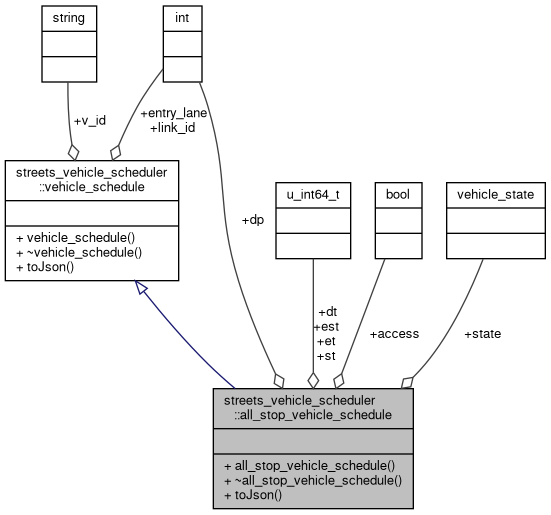 string
int
+v_id
+entry_lane
+link_id
streets_vehicle_scheduler
::vehicle_schedule
+ vehicle_schedule()
+ ~vehicle_schedule()
+ toJson()
u_int64_t
bool
vehicle_state
+dp
+dt
+est
+et
+st
+access
+state
streets_vehicle_scheduler
::all_stop_vehicle_schedule
+ all_stop_vehicle_schedule()
+ ~all_stop_vehicle_schedule()
+ toJson()